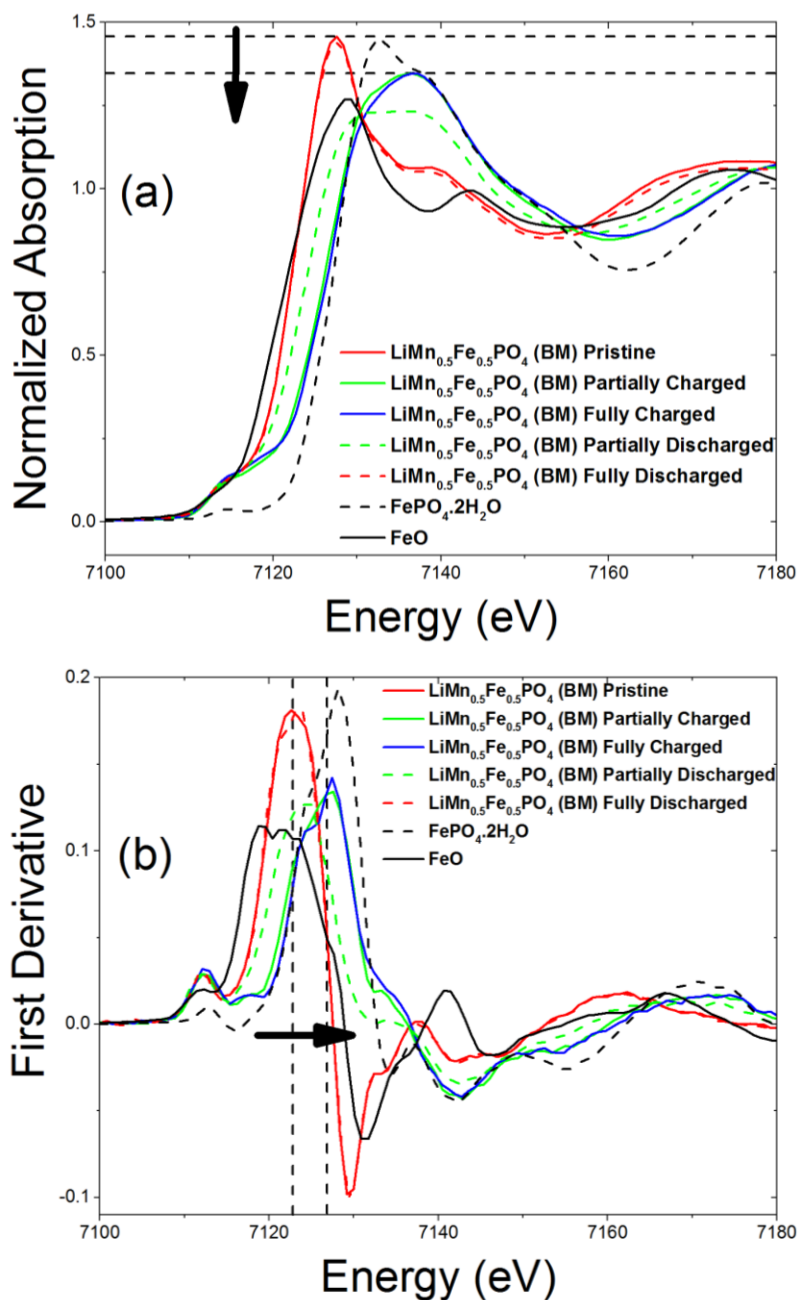 1.5
1.0
0.5
0.0
Normalized Absorption
(a)
LiMn0.5Fe0.5PO4 (BM) Pristine
LiMn0.5Fe0.5PO4 (BM) Partially Charged
LiMn0.5Fe0.5PO4 (BM) Fully Charged
LiMn0.5Fe0.5PO4 (BM) Partially Discharged
LiMn0.5Fe0.5PO4 (BM) Fully Discharged
FePO4.2H2O
FeO
7100 7120 7140 7160 7180
Energy (eV)
0.2
0.1
0.0
-0.1
First Derivative
(b)
LiMn0.5Fe0.5PO4 (BM) Pristine
LiMn0.5Fe0.5PO4 (BM) Partially Charged
LiMn0.5Fe0.5PO4 (BM) Fully Charged
LiMn0.5Fe0.5PO4 (BM) Partially Discharged
LiMn0.5Fe0.5PO4 (BM) Fully Discharged
FePO4.2H2O
FeO
7100 7120 7140 7160 7180
Energy (eV)